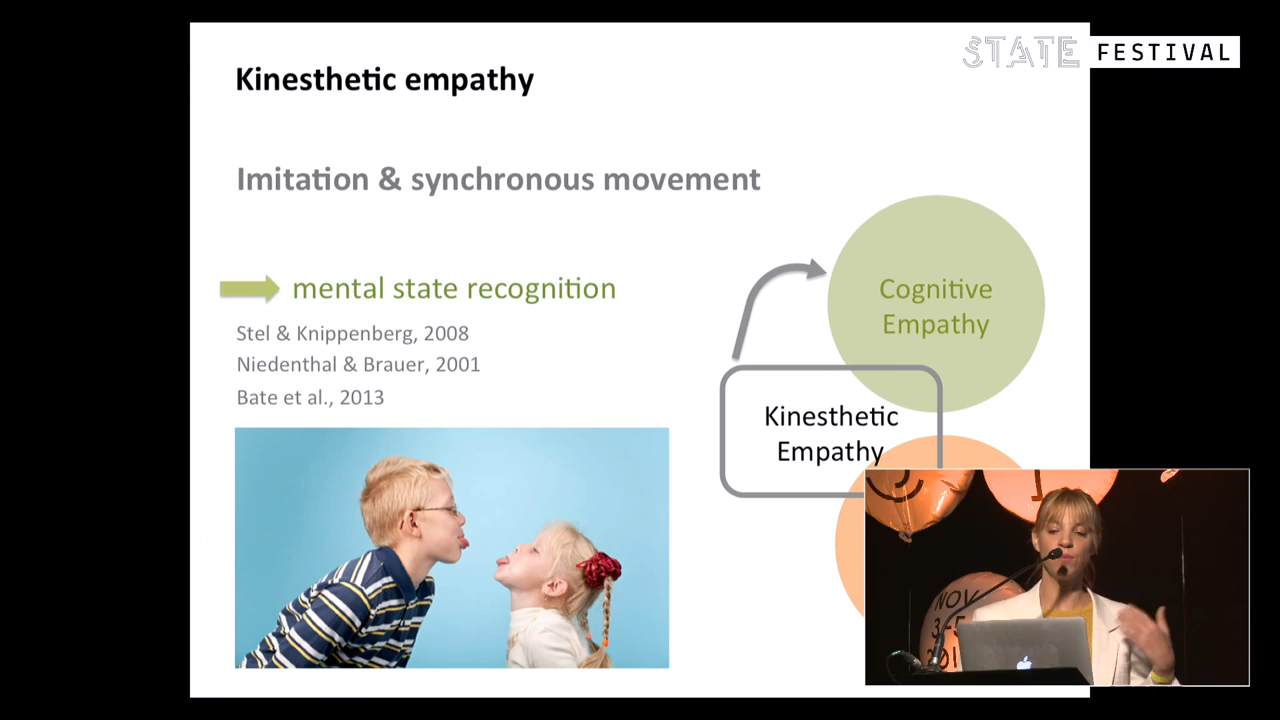 STATE FESTIVAL
Kinesthetic empathy
Imitation & synchronous movement
mental state recognition
Stel & Knippenberg, 2008
Niedenthal & Brauer, 2001
Bate et al., 2013
Cognitive
Empathy
Kinesthetic
Empathy
NOV